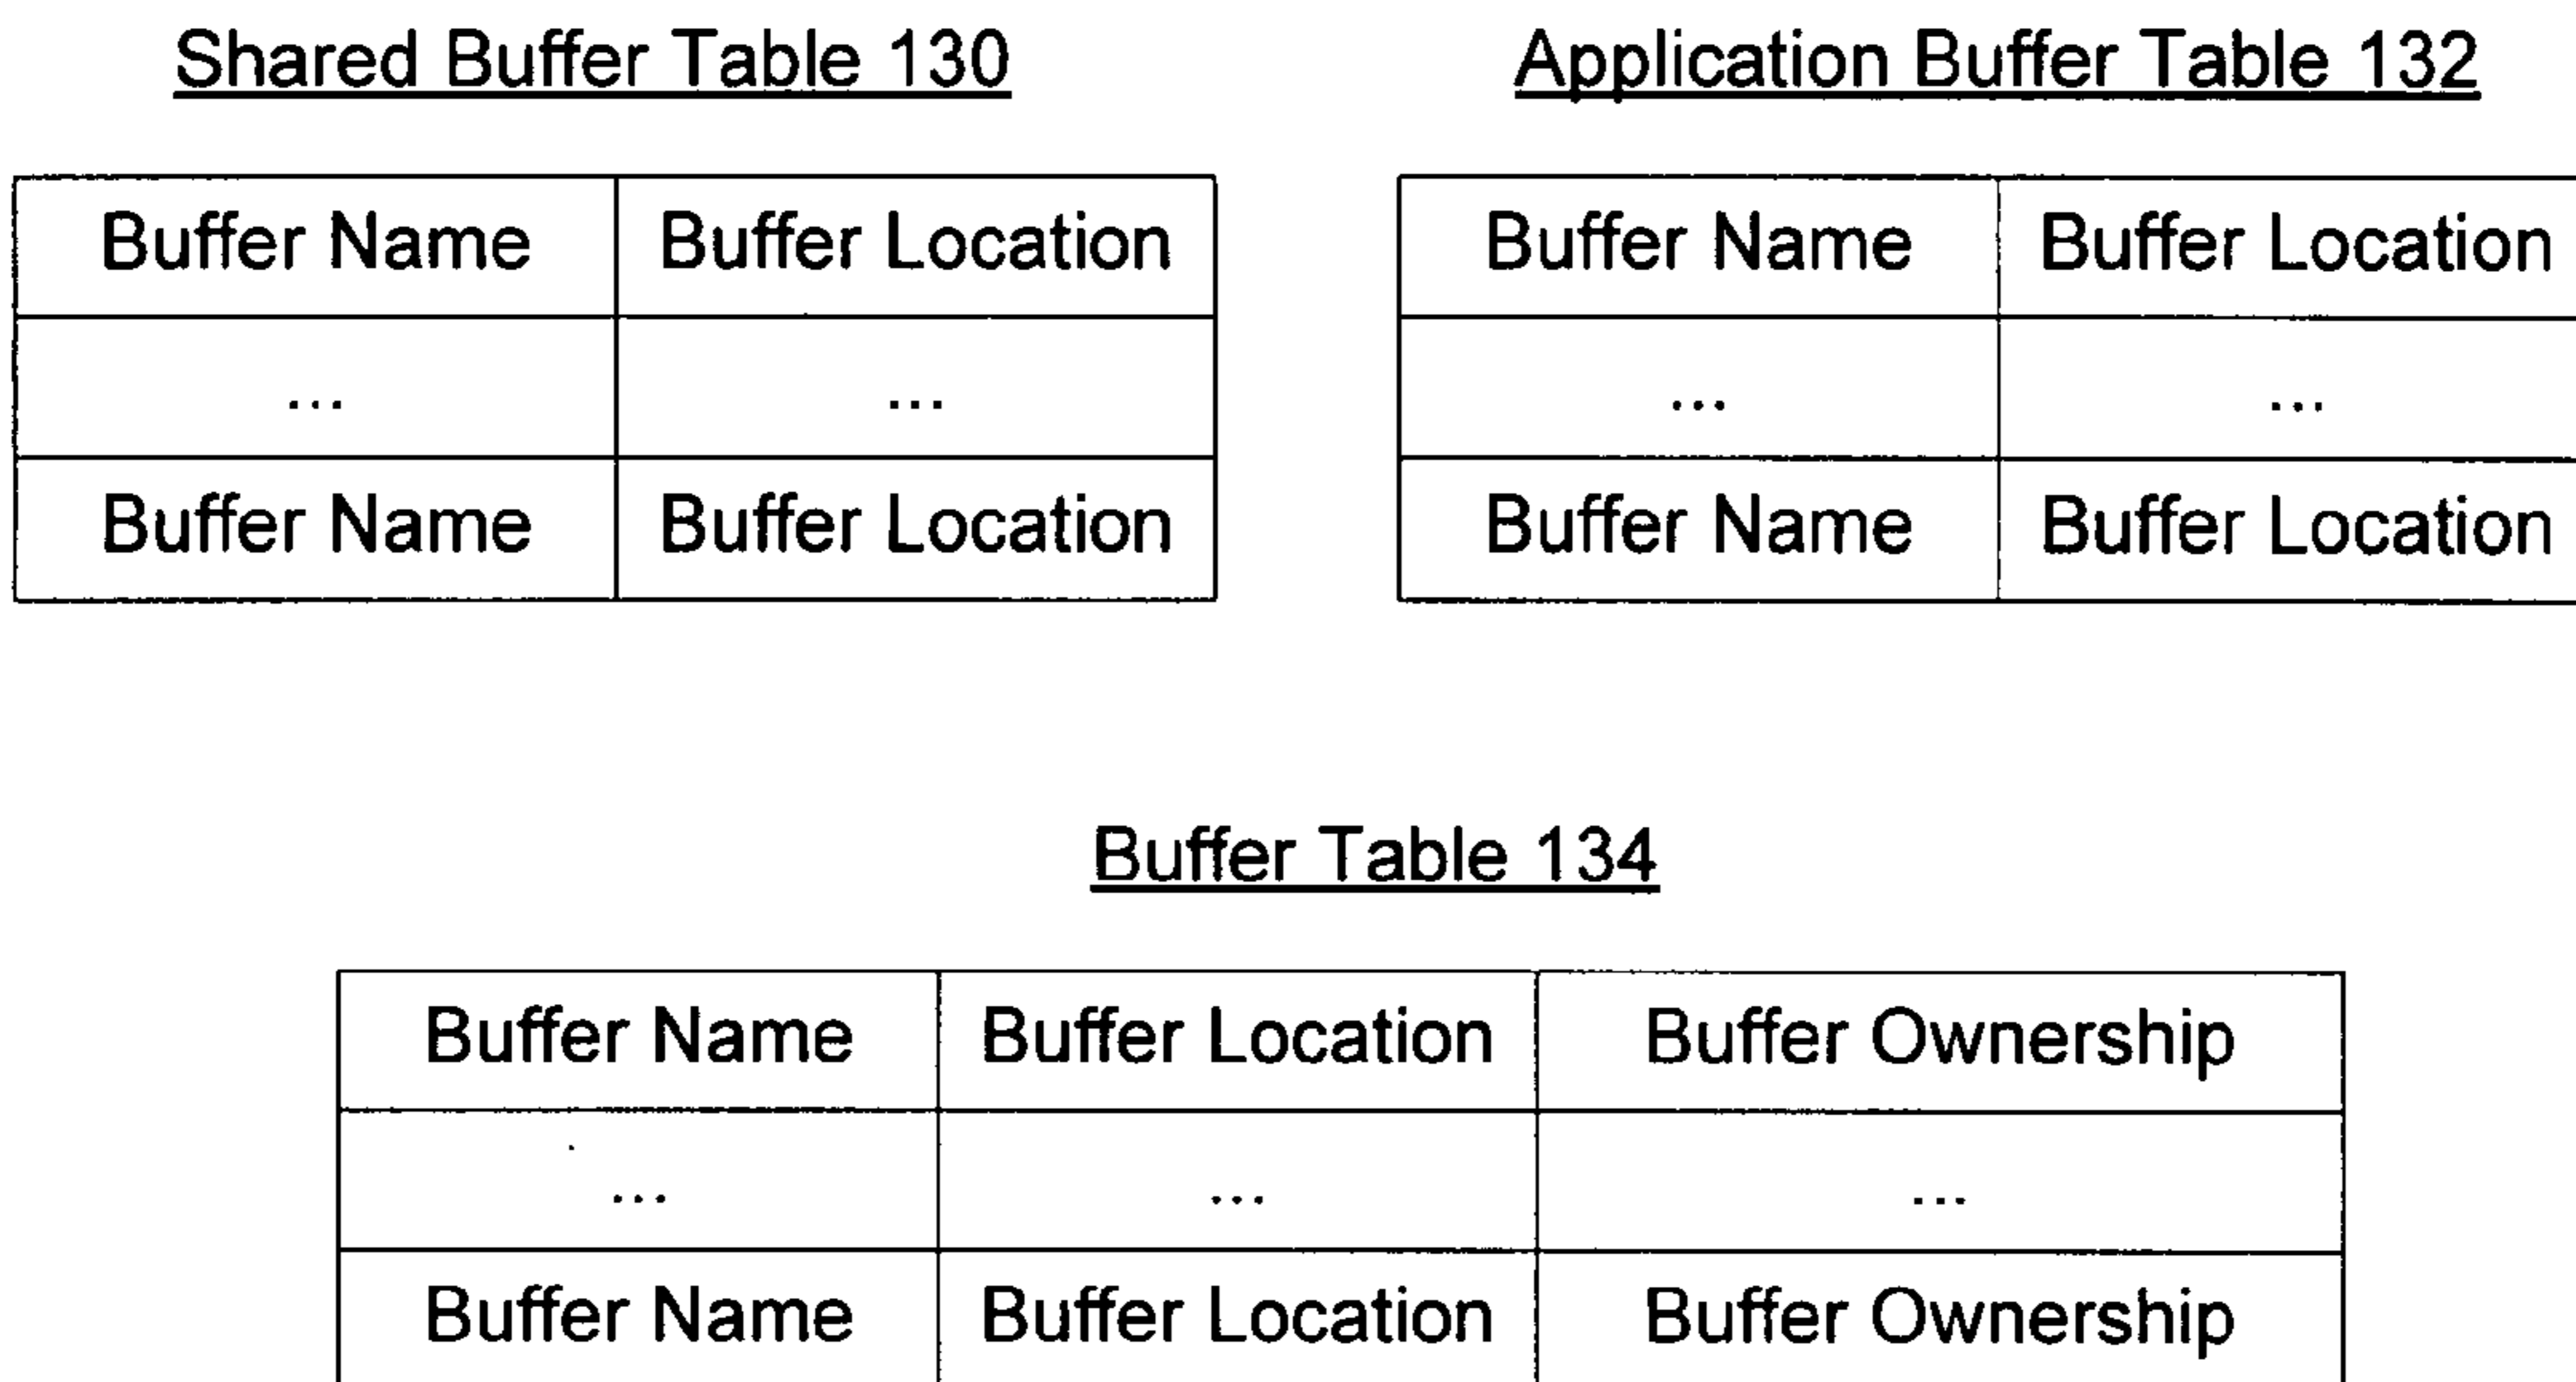 Shared Buffer Table 130
Buffer Name Buffer Location
... ...
Buffer Name Buffer Location
Application Buffer Table 132
Buffer Name Buffer Location
... ...
Buffer Name Buffer Location
Buffer Table 134
Buffer Name Buffer Location Buffer Ownership
... ... ...
Buffer Name Buffer Location Buffer Ownership